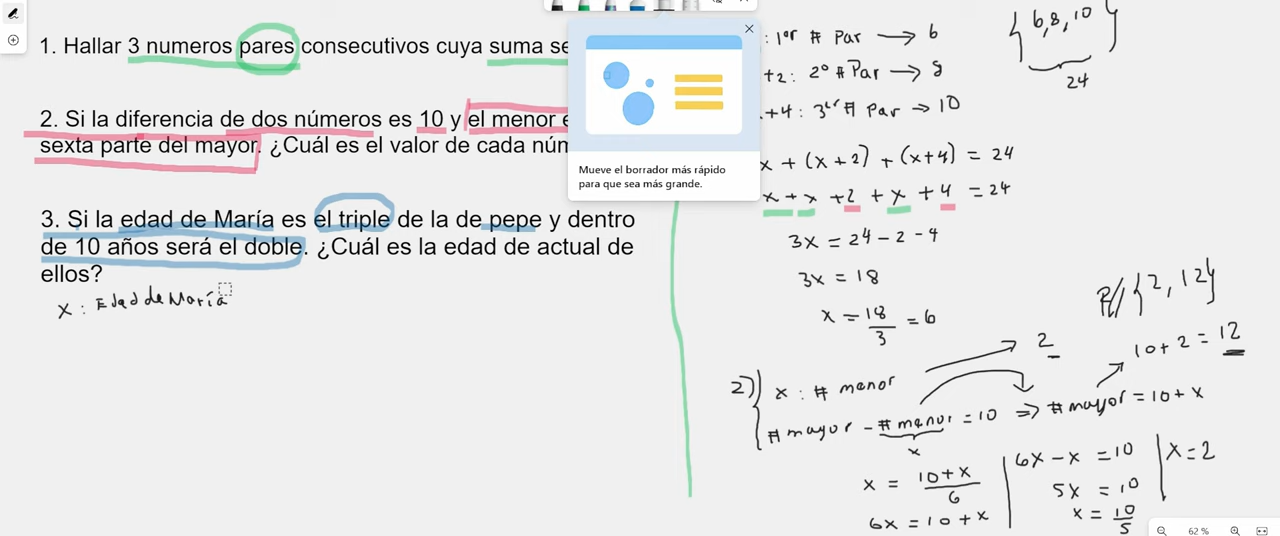 1. Hallar 3 numeros pares consecutivos cuya suma se
2. Si la diferencia de dos números es 10 y el menor e
sexta parte del mayor. ¿Cuál es el valor de cada núm
3. Si la edad de María es el triple de la de pepe y dentro
de 10 años será el doble. ¿Cuál es la edad de actual de
ellos?
x : Edad de María
Mueve el borrador más rápido
para que sea más grande.
: 1er # Par → 6
+2: 2º # Par → 8
+4: 3er # Par → 10
{6,8,10}
24
x + (x+2) + (x+4) = 24
x + x + 2 + x + 4 = 24
3x = 24 - 2 - 4
3x = 18
x = 18/3 = 6
R// {2, 12}
2
10 + 2 = 12
2) x : # menor
# mayor - # menor = 10 ⇒ # mayor = 10 + x
x
x = 10+x/6
6x = 10 + x
6x - x = 10
5x = 10
x = 10/5
x = 2
62 %